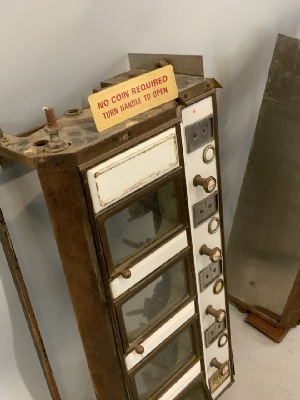 NO COIN REQUIRED
TURN HANDLE TO OPEN